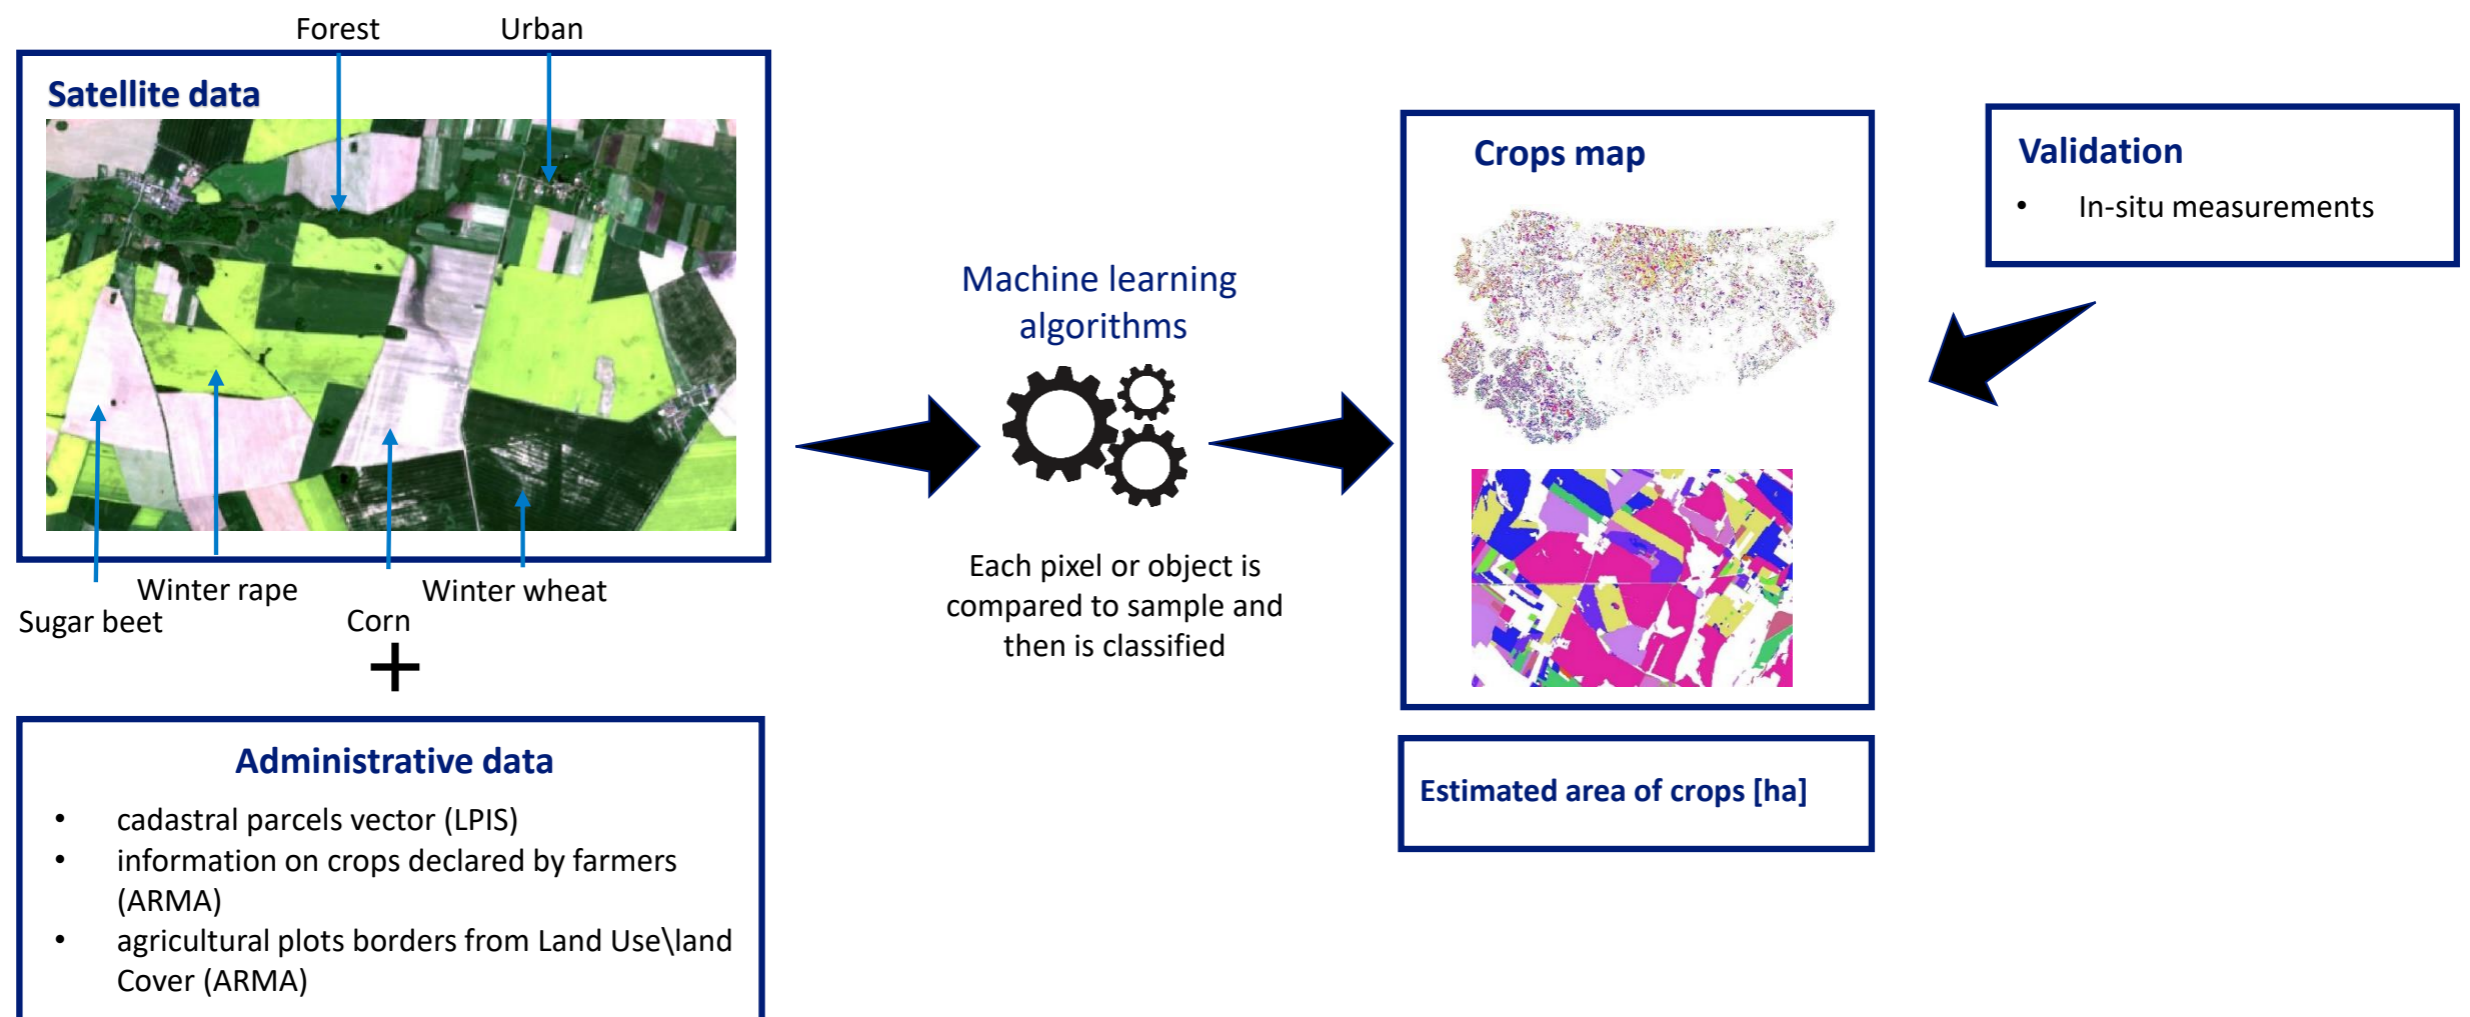 Forest
Urban
Satellite data
Sugar beet
Winter rape
Corn
Winter wheat
+
Administrative data
• cadastral parcels vector (LPIS)
• information on crops declared by farmers
(ARMA)
• agricultural plots borders from Land Use\land
Cover (ARMA)
Machine learning
algorithms
Each pixel or object is
compared to sample and
then is classified
Crops map
Estimated area of crops [ha]
Validation
• In-situ measurements